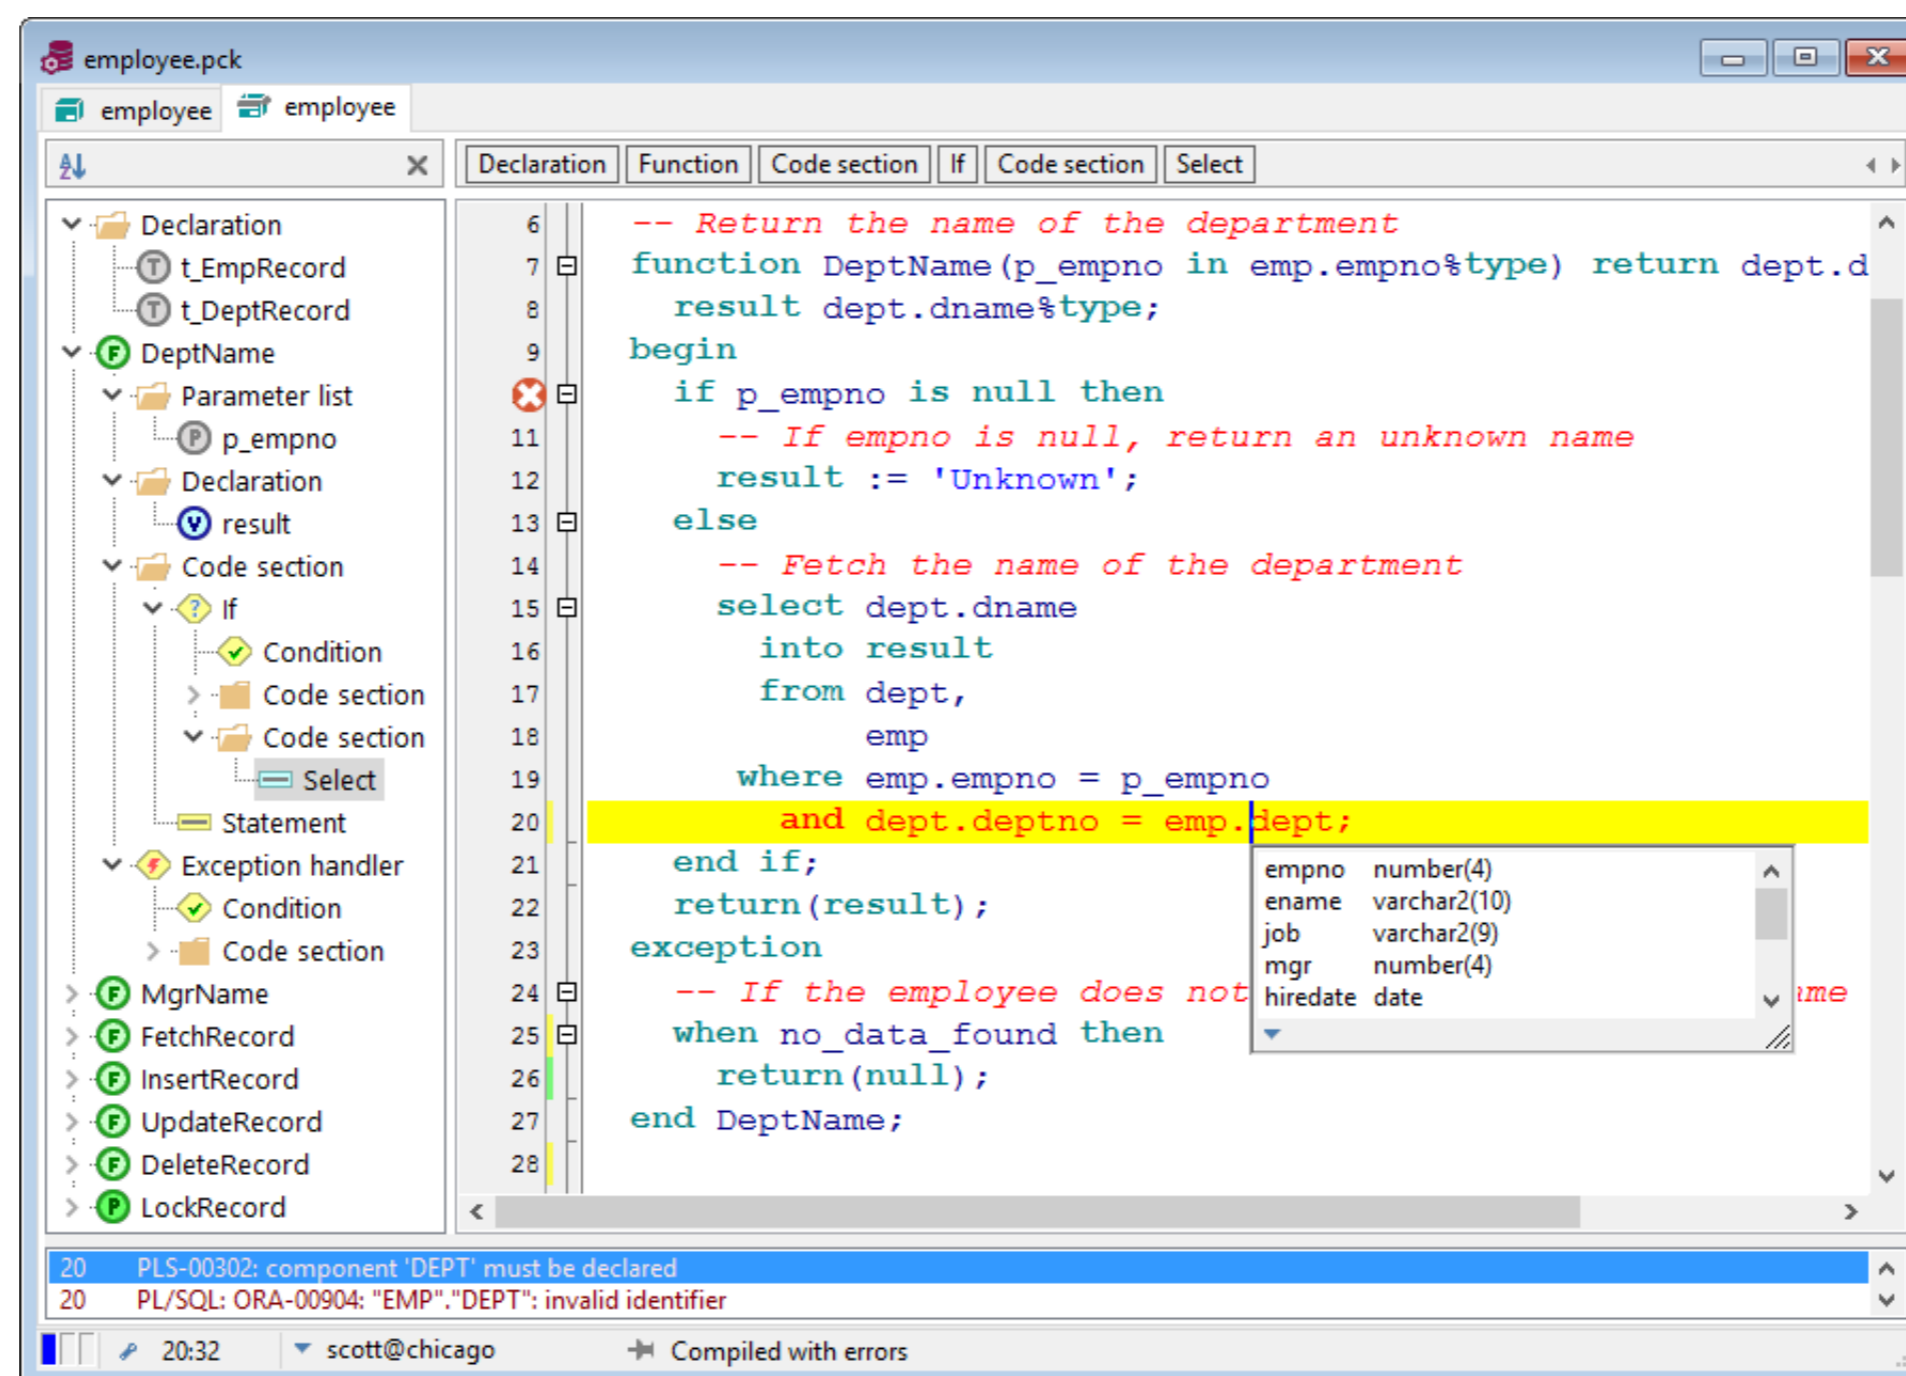 employee.pck
employee employee
Declaration Function Code section If Code section Select
Declaration
t_EmpRecord
t_DeptRecord
DeptName
Parameter list
p_empno
Declaration
result
Code section
If
Condition
Code section
Code section
Select
Statement
Exception handler
Condition
Code section
MgrName
FetchRecord
InsertRecord
UpdateRecord
DeleteRecord
LockRecord
6 -- Return the name of the department
7 function DeptName(p_empno in emp.empno%type) return dept.d
8 result dept.dname%type;
9 begin
if p_empno is null then
11 -- If empno is null, return an unknown name
12 result := 'Unknown';
13 else
14 -- Fetch the name of the department
15 select dept.dname
16 into result
17 from dept,
18 emp
19 where emp.empno = p_empno
20 and dept.deptno = emp.dept;
21 end if;
22 return(result);
23 exception
24 -- If the employee does not
25 when no_data_found then
26 return(null);
27 end DeptName;
28
empno number(4)
ename varchar2(10)
job varchar2(9)
mgr number(4)
hiredate date
20 PLS-00302: component 'DEPT' must be declared
20 PL/SQL: ORA-00904: "EMP"."DEPT": invalid identifier
20:32 scott@chicago Compiled with errors